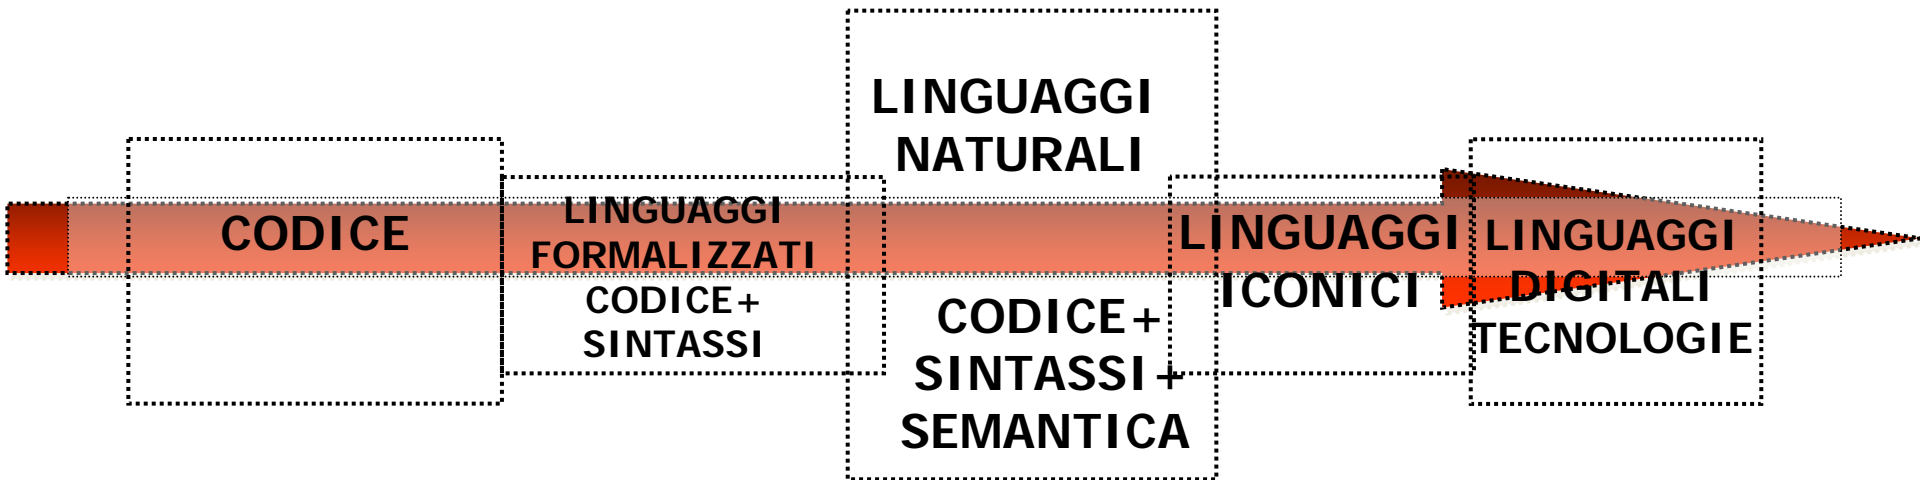 CODICE
LINGUAGGI
FORMALIZZATI
CODICE+
SINTASSI
LINGUAGGI
NATURALI
CODICE+
SINTASSI+
SEMANTICA
LINGUAGGI
ICONICI
LINGUAGGI
DIGITALI
TECNOLOGIE